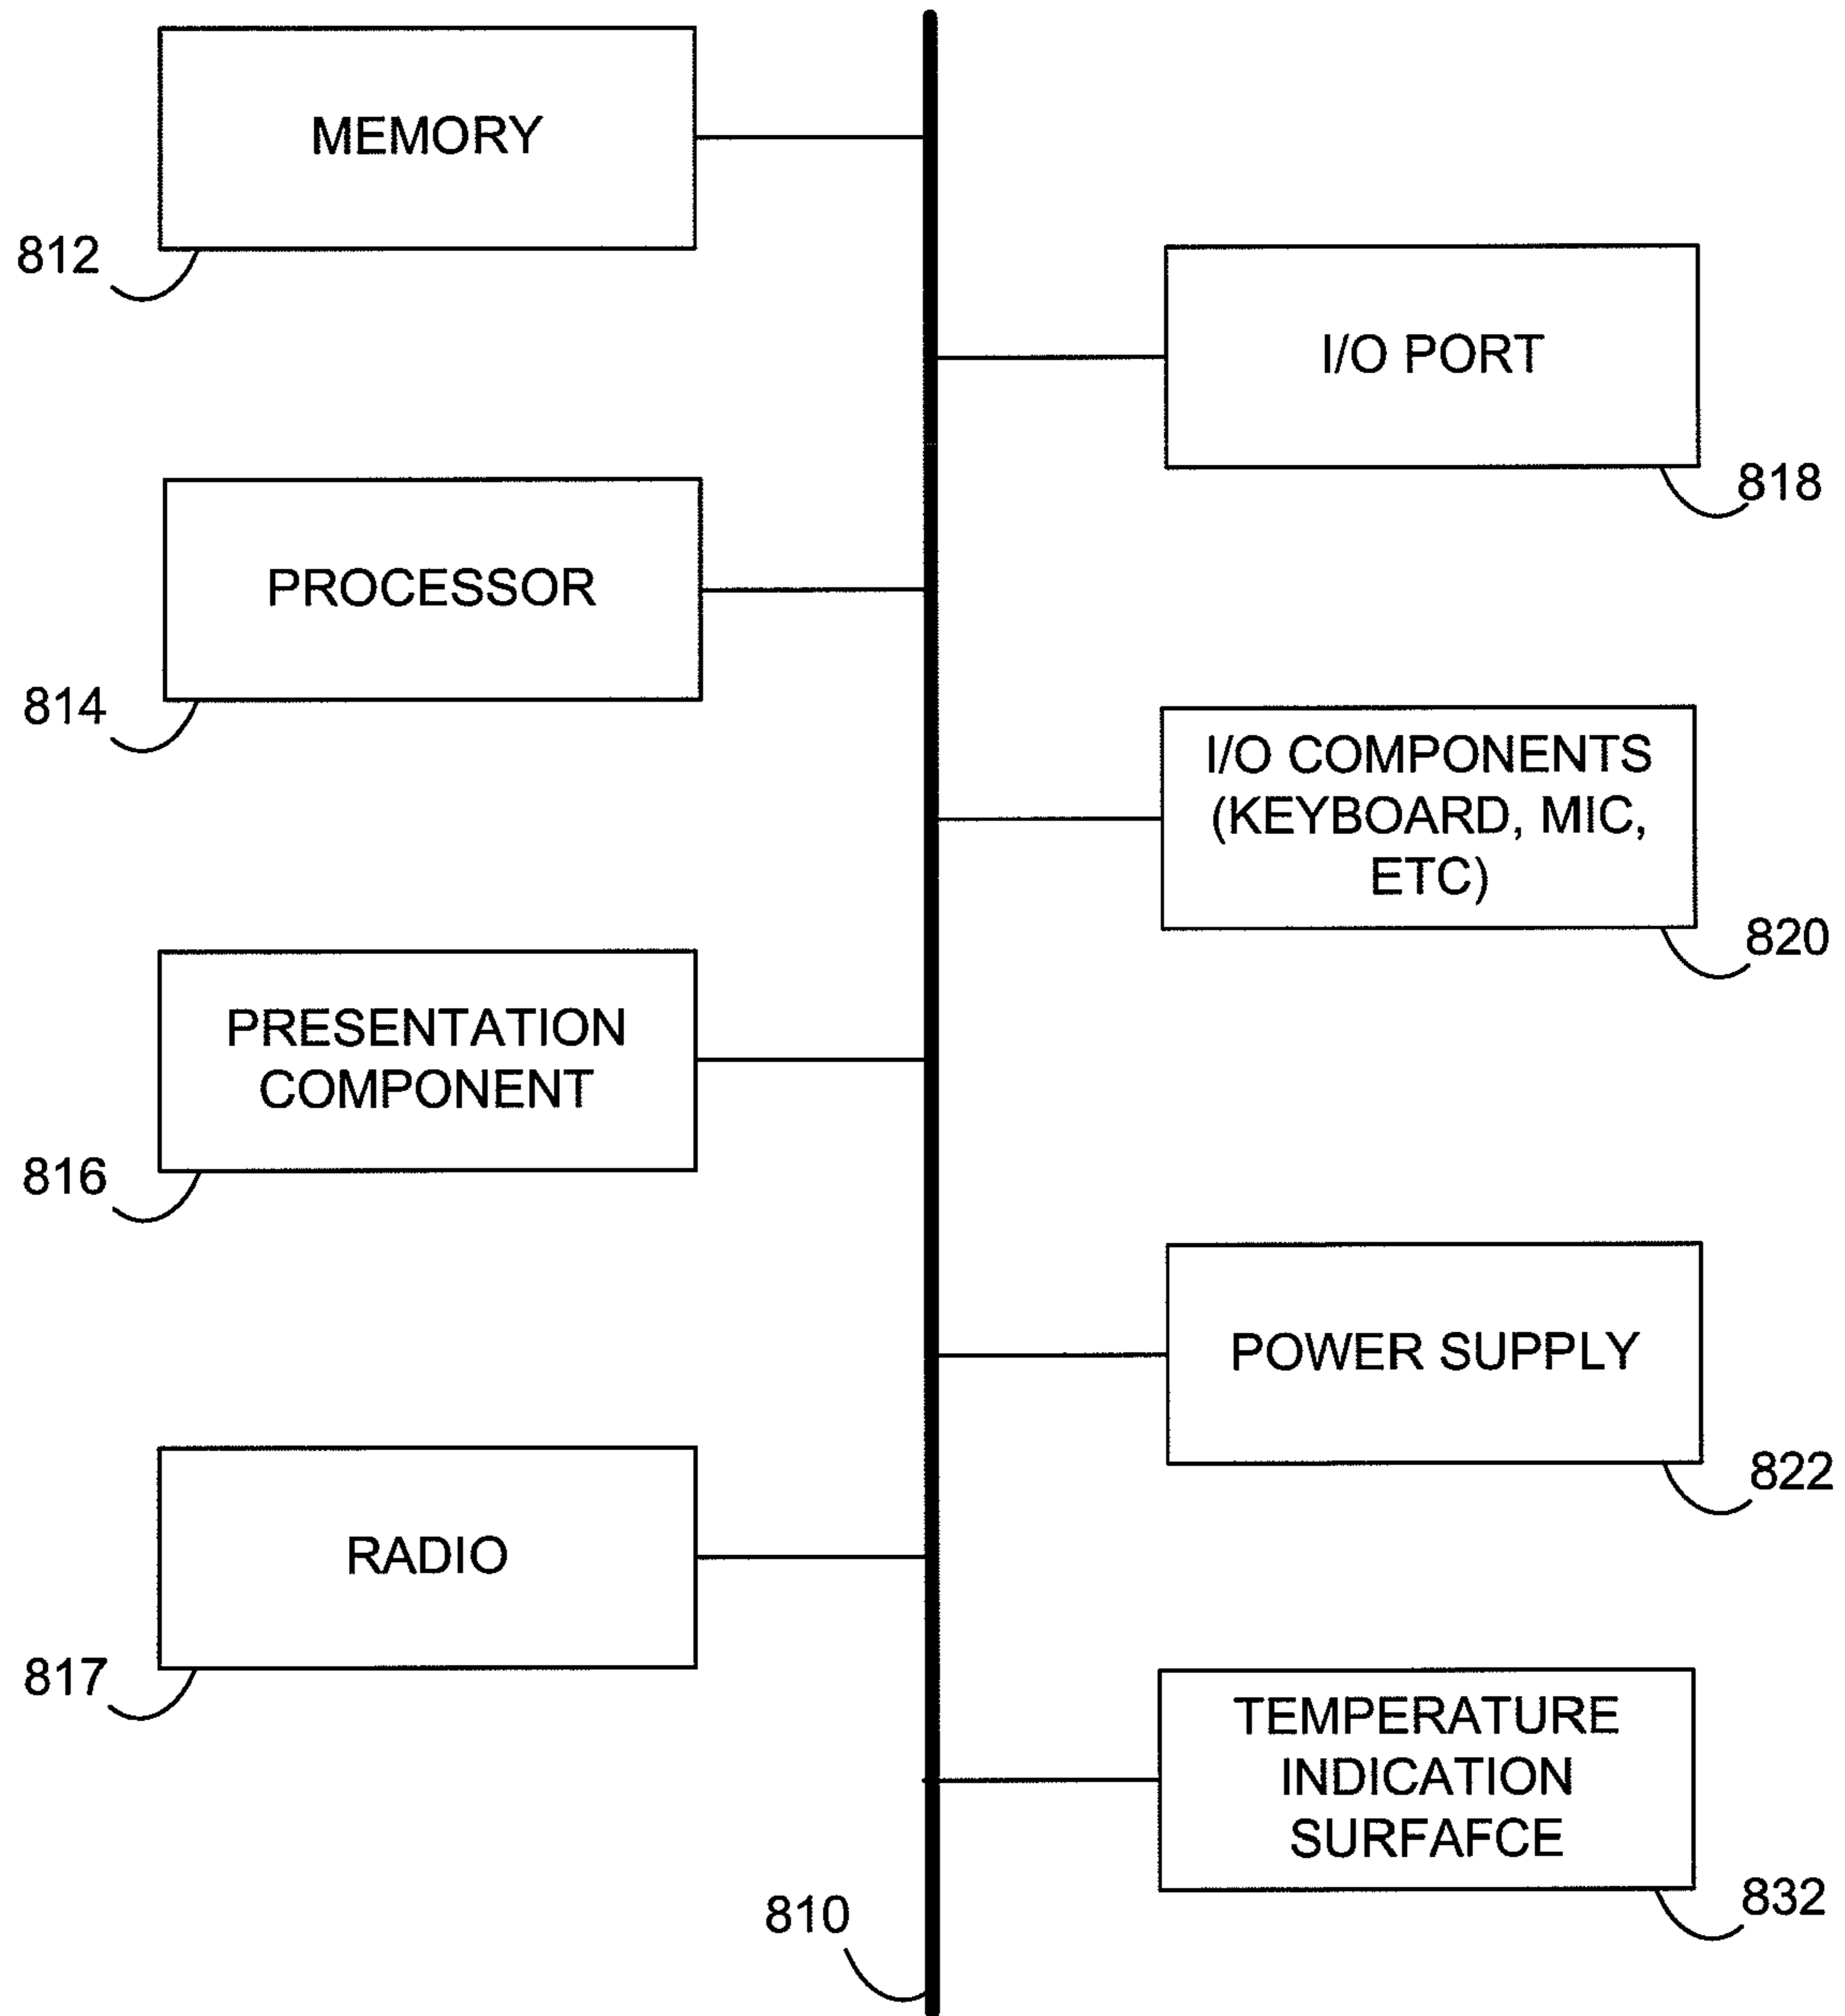 MEMORY
812
I/O PORT
818
PROCESSOR
814
I/O COMPONENTS
(KEYBOARD, MIC,
ETC)
820
PRESENTATION
COMPONENT
816
POWER SUPPLY
822
RADIO
817
TEMPERATURE
INDICATION
SURFAFCE
832
810